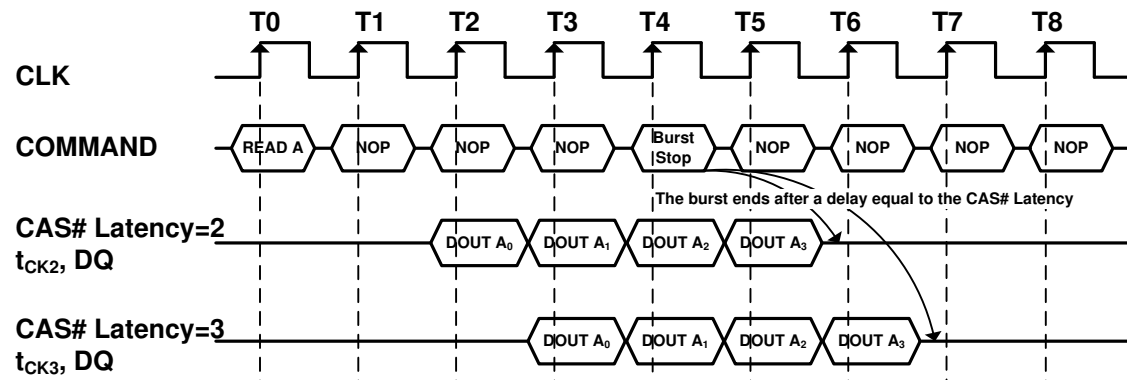 T0 T1 T2 T3 T4 T5 T6 T7 T8
CLK
COMMAND READ A NOP NOP NOP Burst Stop NOP NOP NOP NOP
The burst ends after a delay equal to the CAS# Latency
CAS# Latency=2
tCK2, DQ DOUT A0 DOUT A1 DOUT A2 DOUT A3
CAS# Latency=3
tCK3, DQ DOUT A0 DOUT A1 DOUT A2 DOUT A3